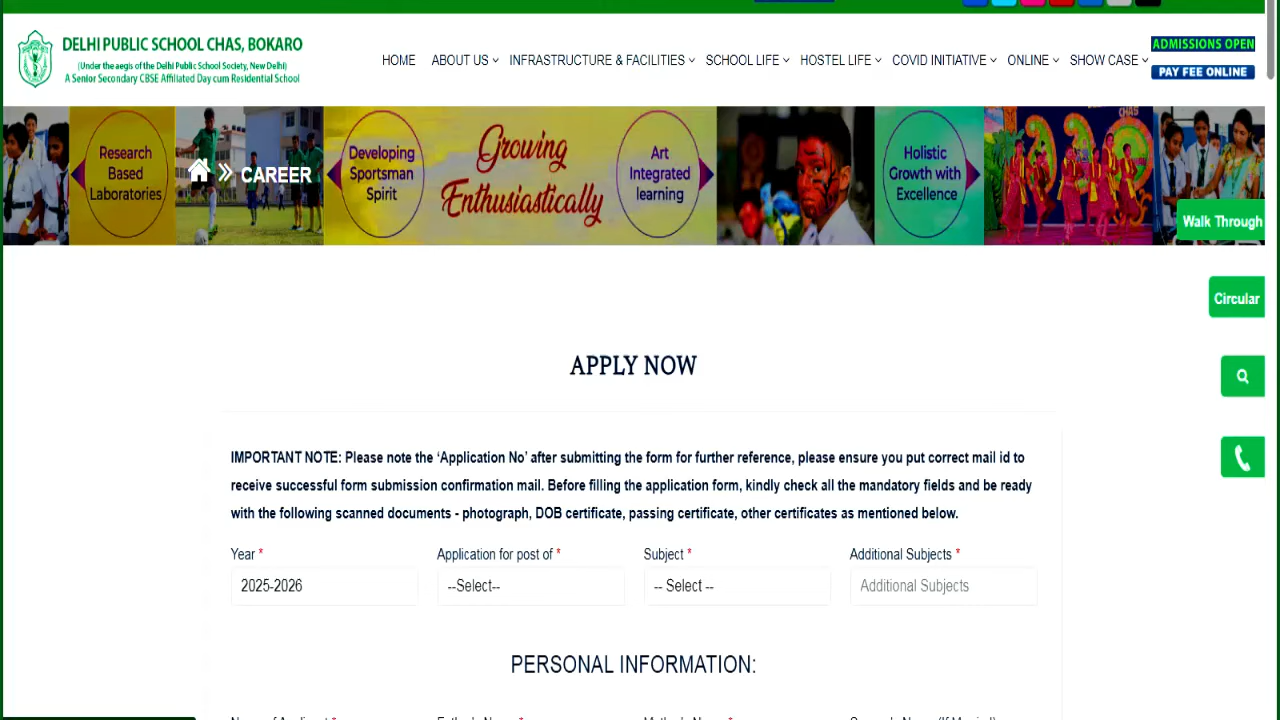 DELHI PUBLIC SCHOOL CHAS, BOKARO
(Under the aegis of the Delhi Public School Society, New Delhi)
A Senior Secondary CBSE Affiliated Day cum Residential School
HOME ABOUT US INFRASTRUCTURE & FACILITIES SCHOOL LIFE HOSTEL LIFE COVID INITIATIVE ONLINE SHOW CASE
ADMISSIONS OPEN
PAY FEE ONLINE
Research
Based
Laboratories
CAREER
Developing
Sportsman
Spirit
Growing
Enthusiastically
Art
Integrated
learning
Holistic
Growth with
Excellence
CHAS
Walk Through
Circular
APPLY NOW
IMPORTANT NOTE: Please note the ‘Application No’ after submitting the form for further reference, please ensure you put correct mail id to
receive successful form submission confirmation mail. Before filling the application form, kindly check all the mandatory fields and be ready
with the following scanned documents - photograph, DOB certificate, passing certificate, other certificates as mentioned below.
Year * Application for post of * Subject * Additional Subjects *
2025-2026 --Select-- -- Select -- Additional Subjects
PERSONAL INFORMATION: